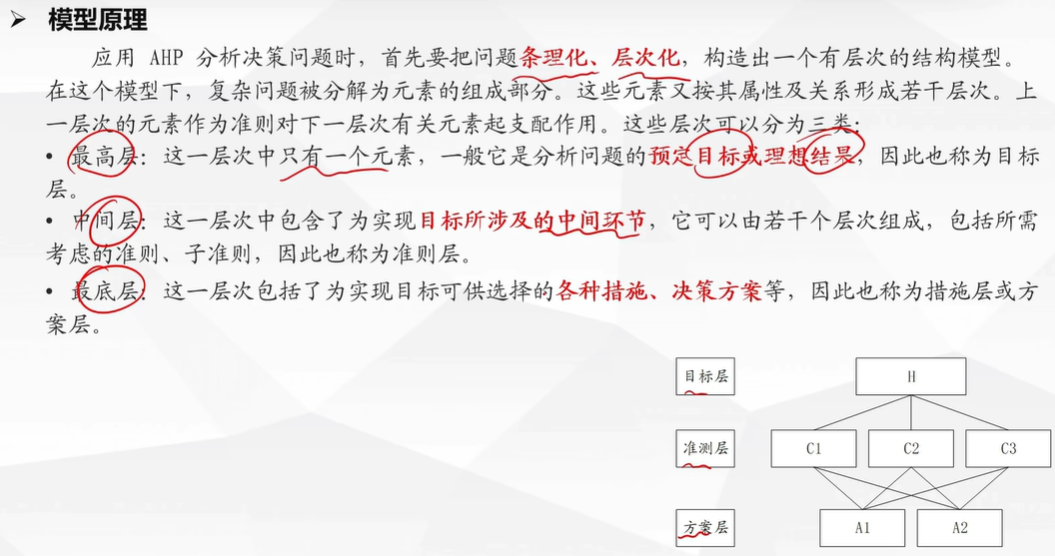 模型原理
应用 AHP 分析决策问题时，首先要把问题条理化、层次化，构造出一个有层次的结构模型。
在这个模型下，复杂问题被分解为元素的组成部分。这些元素又按其属性及关系形成若干层次。上
一层次的元素作为准则对下一层次有关元素起支配作用。这些层次可以分为三类：
• 最高层：这一层次中只有一个元素，一般它是分析问题的预定目标或理想结果，因此也称为目标
层。
• 中间层：这一层次中包含了为实现目标所涉及的中间环节，它可以由若干个层次组成，包括所需
考虑的准则、子准则，因此也称为准则层。
• 最底层：这一层次包括了为实现目标可供选择的各种措施、决策方案等，因此也称为措施层或方
案层。
目标层 H
准测层 C1 C2 C3
方案层 A1 A2